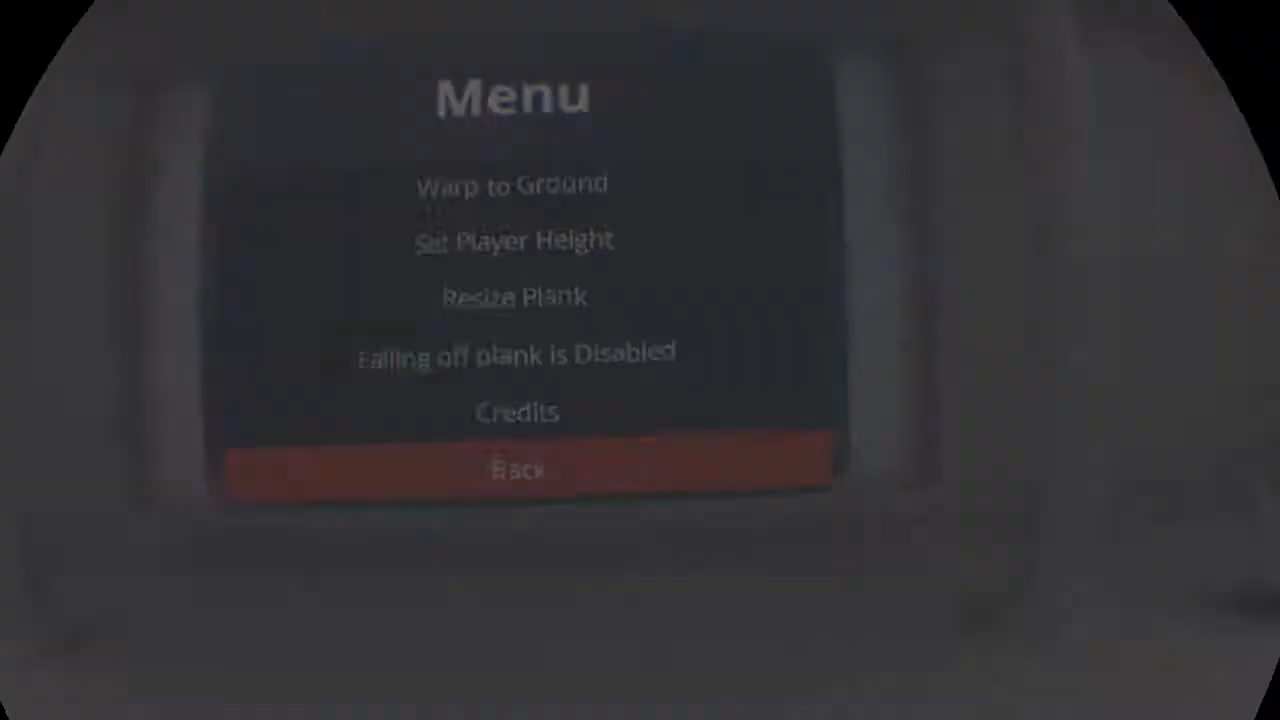 Menu
Warp to Ground
Set Player Height
Resize Plank
Falling off plank is Disabled
Credits
Back